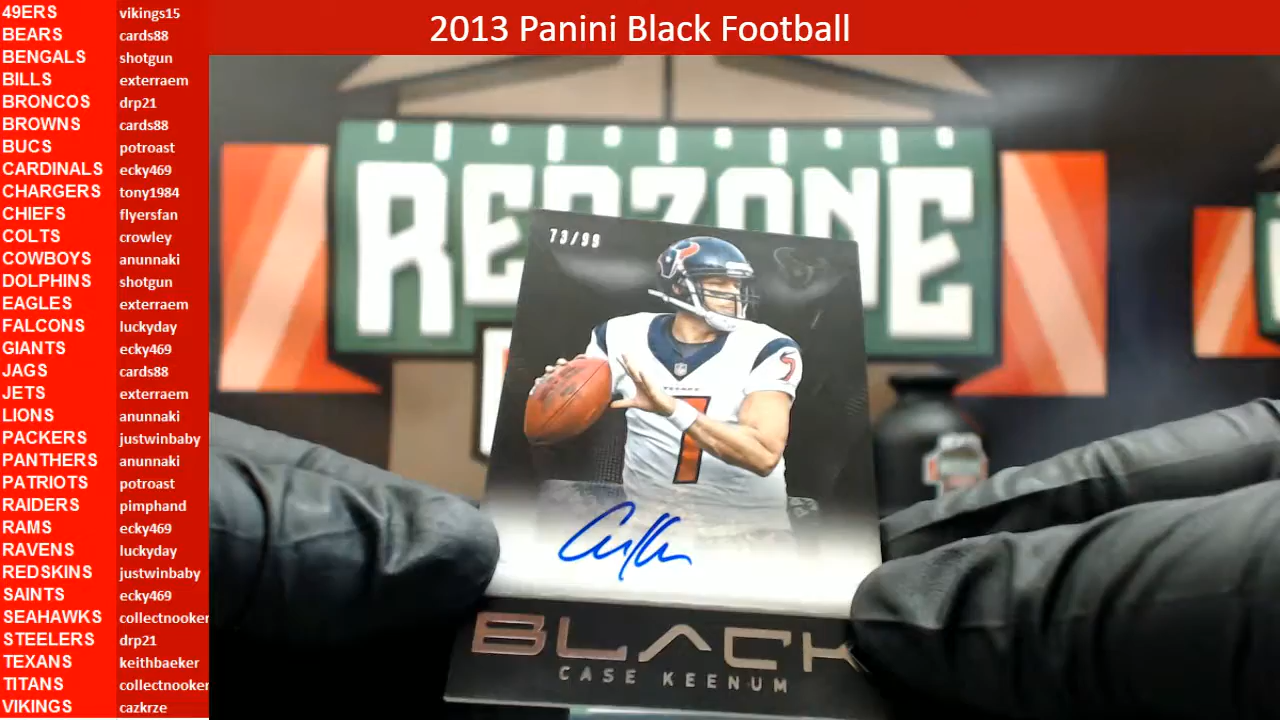 2013 Panini Black Football
49ERS vikings15
BEARS cards88
BENGALS shotgun
BILLS exterraem
BRONCOS drp21
BROWNS cards88
BUCS potroast
CARDINALS ecky469
CHARGERS tony1984
CHIEFS flyersfan
COLTS crowley
COWBOYS anunnaki
DOLPHINS shotgun
EAGLES exterraem
FALCONS luckyday
GIANTS ecky469
JAGS cards88
JETS exterraem
LIONS anunnaki
PACKERS justwinbaby
PANTHERS anunnaki
PATRIOTS potroast
RAIDERS pimphand
RAMS ecky469
RAVENS luckyday
REDSKINS justwinbaby
SAINTS ecky469
SEAHAWKS collectnooker
STEELERS drp21
TEXANS keithbaeker
TITANS collectnooker
VIKINGS cazkrze
REDZONE
73/99
TEXANS
7
7
BLACK
CASE KEENUM